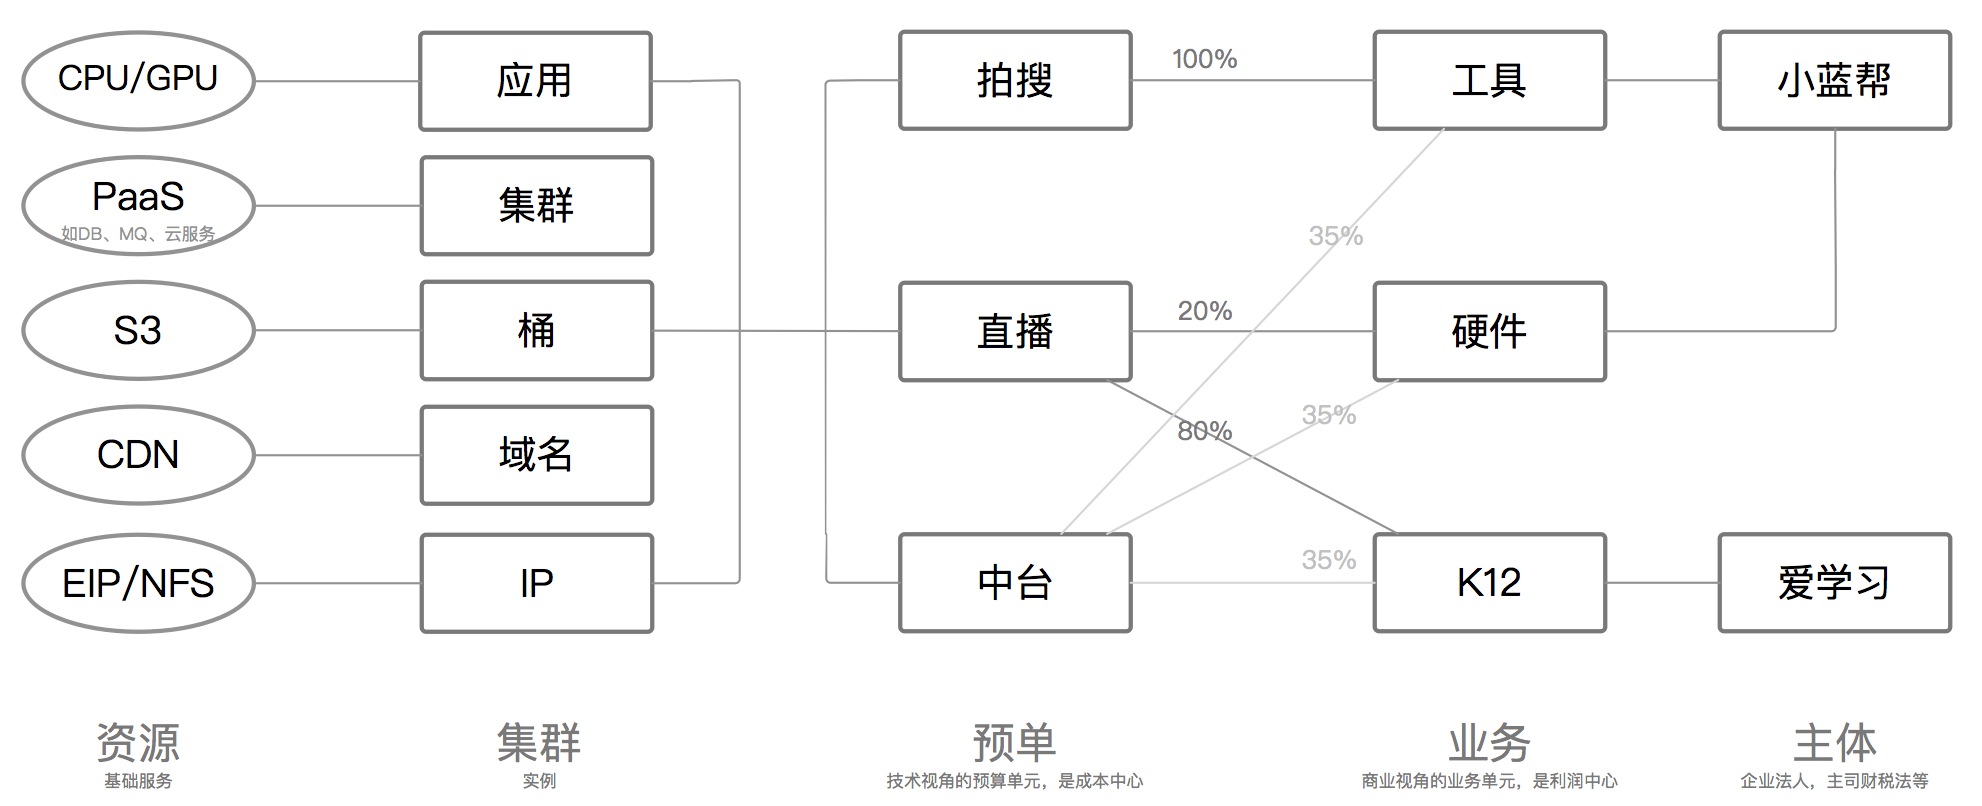 CPU/GPU
应用
拍搜
100%
工具
小蓝帮
PaaS
如DB、MQ、云服务
集群
35%
S3
桶
直播
20%
硬件
35%
80%
CDN
域名
EIP/NFS
IP
中台
35%
K12
爱学习
资源
集群
预单
业务
主体
基础服务
实例
技术视角的预算单元，是成本中心
商业视角的业务单元，是利润中心
企业法人，主司财税法等